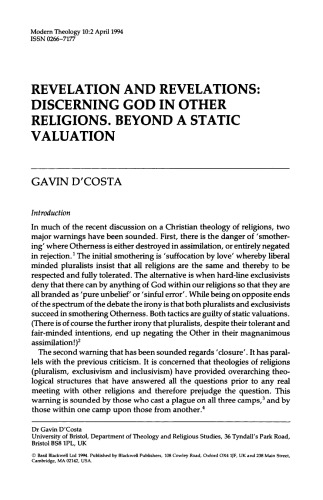 Modern Theology 10:2 April 1994
ISSN 0266-7177
REVELATION AND REVELATIONS:
DISCERNING GOD IN OTHER
RELIGIONS. BEYOND A STATIC
VALUATION
GAVIN D'COSTA
Introduction
In much of the recent discussion on a Christian theology of religions, two
major warnings have been sounded. First, there is the danger of 'smother-
ing' where Otherness is either destroyed in assimilation, or entirely negated
in rejection.¹ The initial smothering is 'suffocation by love' whereby liberal
minded pluralists insist that all religions are the same and thereby to be
respected and fully tolerated. The alternative is when hard-line exclusivists
deny that there can by anything of God within our religions so that they are
all branded as 'pure unbelief' or 'sinful error'. While being on opposite ends
of the spectrum of the debate the irony is that both pluralists and exclusivists
succeed in smothering Otherness. Both tactics are guilty of static valuations.
(There is of course the further irony that pluralists, despite their tolerant and
fair-minded intentions, end up negating the Other in their magnanimous
assimilation!)²
The second warning that has been sounded regards 'closure'. It has paral-
lels with the previous criticism. It is concerned that theologies of religions
(pluralism, exclusivism and inclusivism) have provided overarching theo-
logical structures that have answered all the questions prior to any real
meeting with other religions and therefore prejudge the question. This
warning is sounded by those who cast a plague on all three camps,³ and by
those within one camp upon those from another.⁴
Dr Gavin D'Costa
University of Bristol, Department of Theology and Religious Studies, 36 Tyndall's Park Road,
Bristol BS8 1PL, UK
© Basil Blackwell Ltd 1994. Published by Blackwell Publishers, 108 Cowley Road, Oxford OX4 1JF, UK and 238 Main Street,
Cambridge, MA 02142, USA.